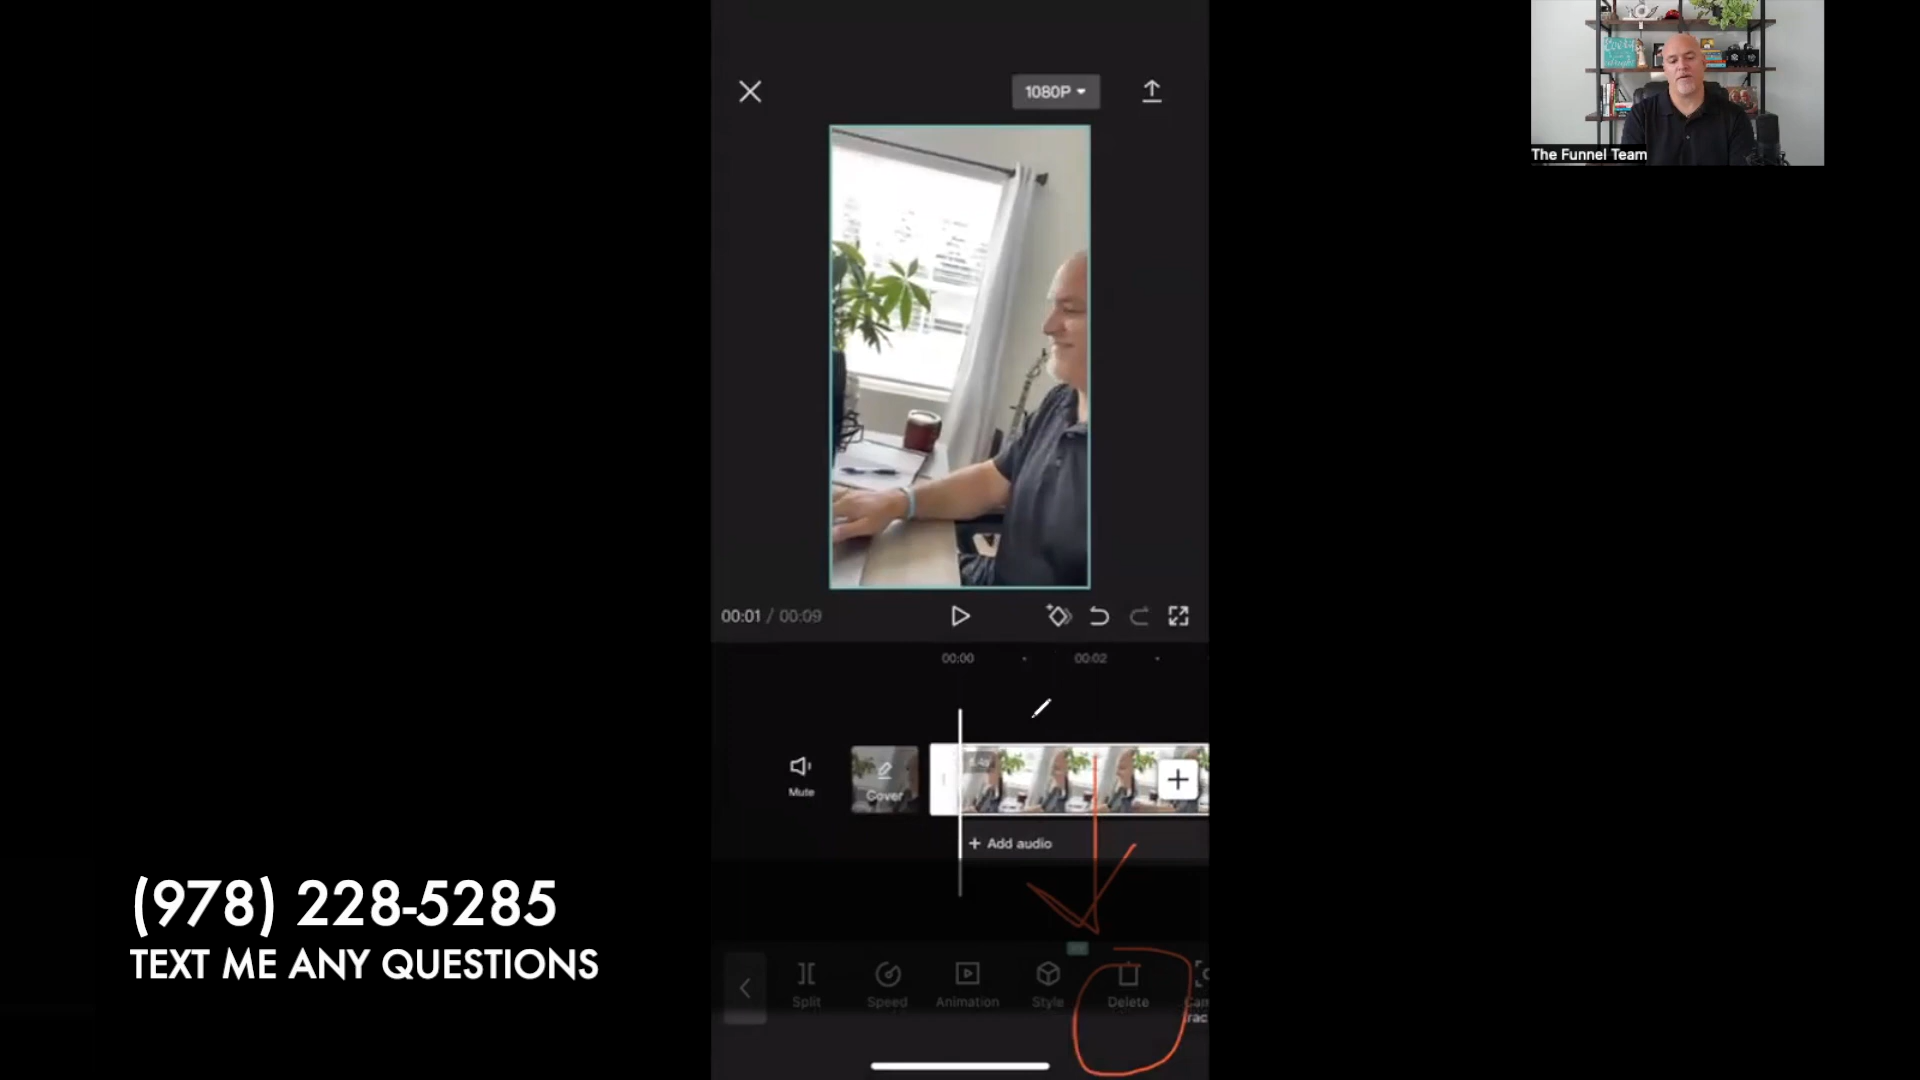 1080P
The Funnel Team
00:01 / 00:09
00:00
00:02
Mute
Cover
+ Add audio
(978) 228-5285
TEXT ME ANY QUESTIONS
Split
Speed
Animation
Style
Delete